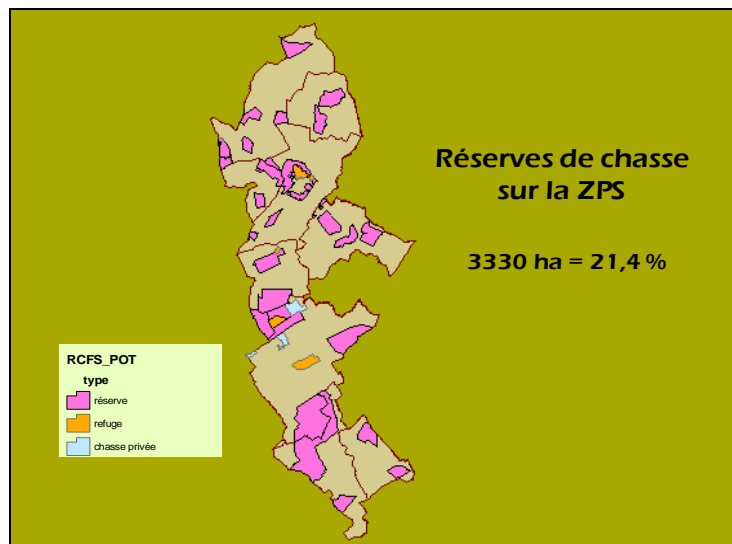 Réserves de chasse
sur la ZPS
3330 ha = 21,4 %
RCFS_POT
type
réserve
refuge
chasse privée